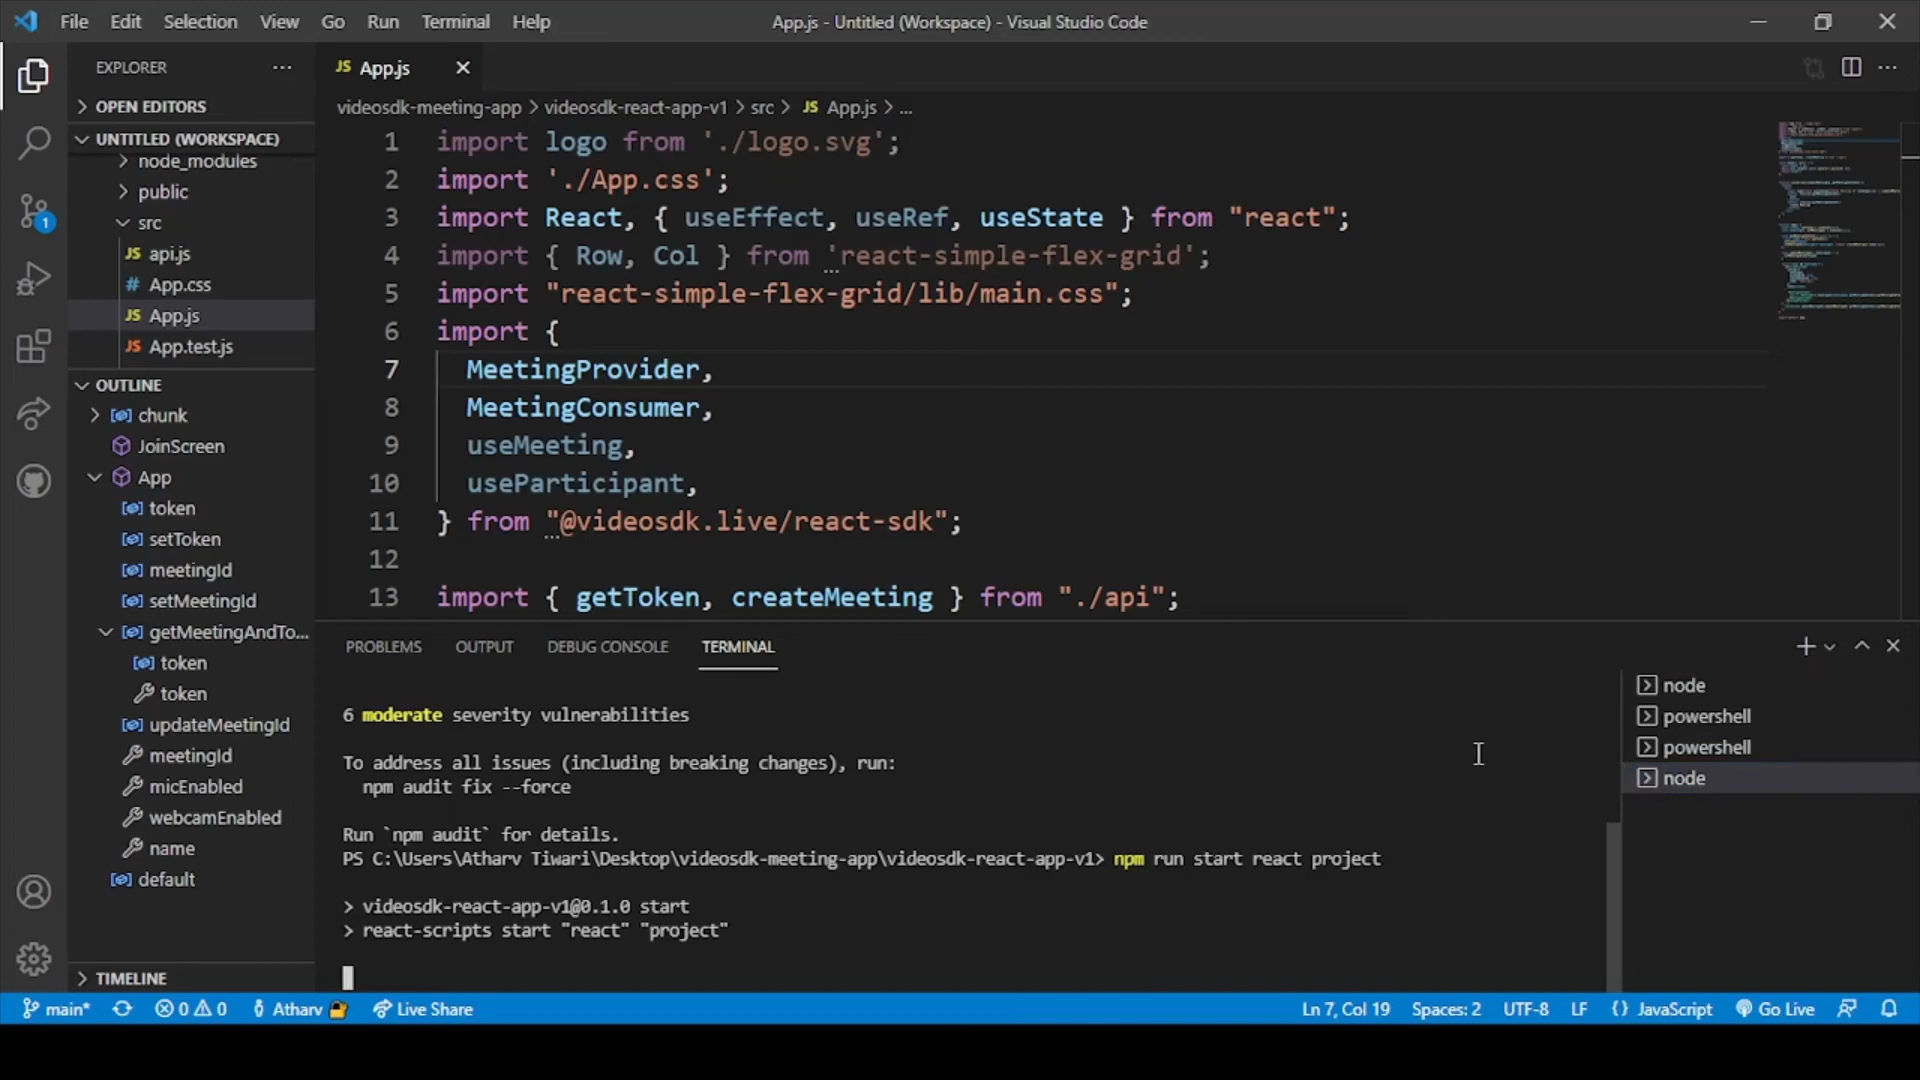 File Edit Selection View Go Run Terminal Help
App.js - Untitled (Workspace) - Visual Studio Code
EXPLORER
JS App.js
OPEN EDITORS
UNTITLED (WORKSPACE)
node_modules
public
src
JS api.js
# App.css
JS App.js
JS App.test.js
OUTLINE
chunk
JoinScreen
App
token
setToken
meetingId
setMeetingId
getMeetingAndTo...
token
token
updateMeetingId
meetingId
micEnabled
webcamEnabled
name
default
TIMELINE
videosdk-meeting-app > videosdk-react-app-v1 > src > JS App.js > ...
1 import logo from './logo.svg';
2 import './App.css';
3 import React, { useEffect, useRef, useState } from "react";
4 import { Row, Col } from 'react-simple-flex-grid';
5 import "react-simple-flex-grid/lib/main.css";
6 import {
7 MeetingProvider,
8 MeetingConsumer,
9 useMeeting,
10 useParticipant,
11 } from "@videosdk.live/react-sdk";
12
13 import { getToken, createMeeting } from "./api";
PROBLEMS OUTPUT DEBUG CONSOLE TERMINAL
6 moderate severity vulnerabilities
To address all issues (including breaking changes), run:
npm audit fix --force
Run `npm audit` for details.
PS C:\Users\Atharv Tiwari\Desktop\videosdk-meeting-app\videosdk-react-app-v1> npm run start react project
> videosdk-react-app-v1@0.1.0 start
> react-scripts start "react" "project"
node
powershell
powershell
node
1
main* 0 0 Atharv Live Share
Ln 7, Col 19 Spaces: 2 UTF-8 LF {} JavaScript Go Live